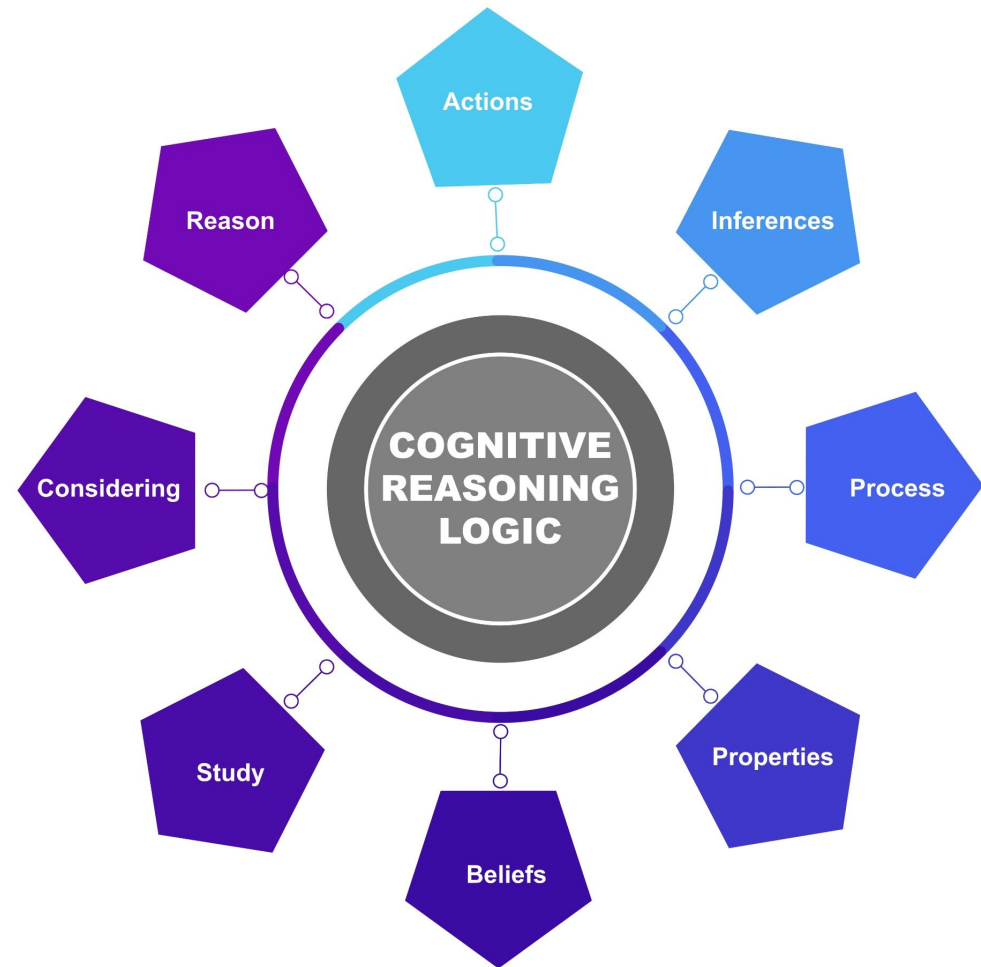 Actions
Inferences
Reason
COGNITIVE
REASONING
LOGIC
Considering
Process
Properties
Study
Beliefs